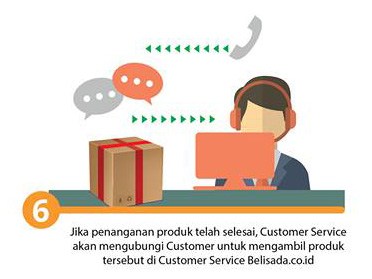 6
Jika penanganan produk telah selesai, Customer Service
akan mengubungi Customer untuk mengambil produk
tersebut di Customer Service Belisada.co.id